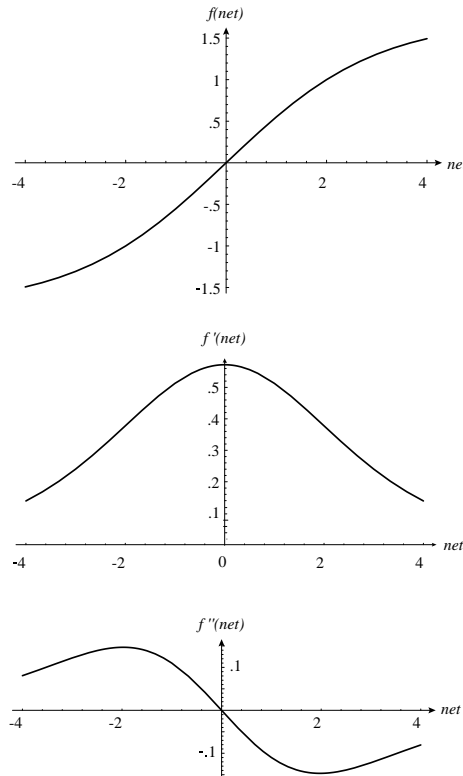 f(net)
1.5
1
.5
-4 -2 2 4 ne
-.5
-1
-1.5
f '(net)
.5
.4
.3
.2
.1
-4 -2 0 2 4 net
f ''(net)
.1
-4 -2 2 4 net
-.1